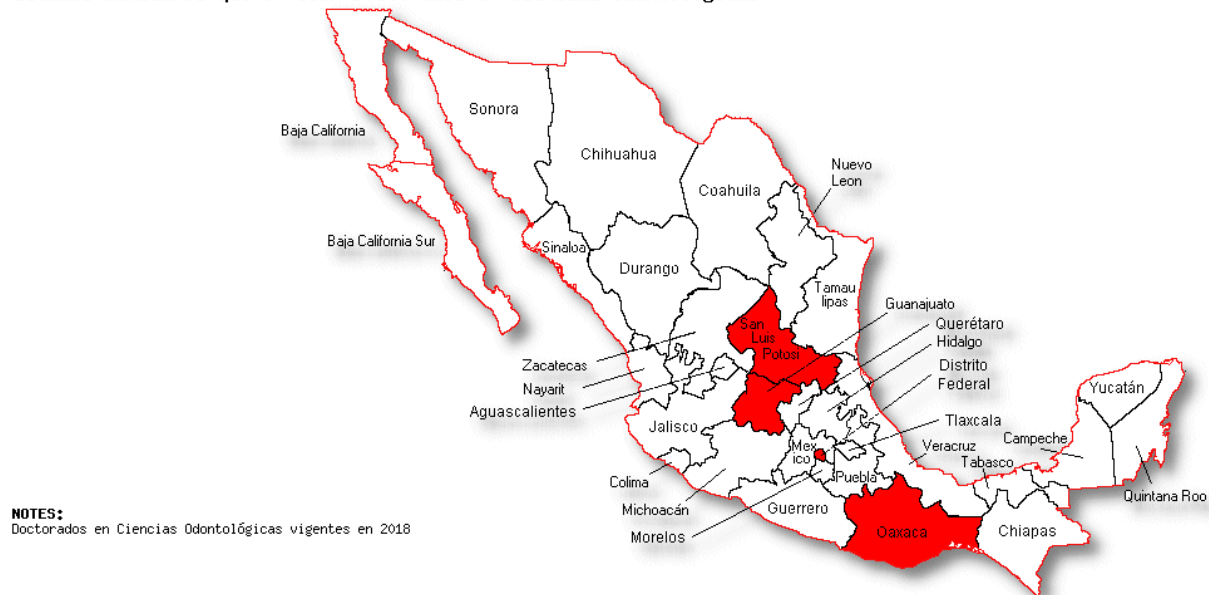 Sonora
Baja California
Chihuahua
Nuevo
Leon
Coahuila
Baja California Sur
Sinaloa
Durango
Tamau
lipas
Guanajuato
San
Luis
Potosi
Querétaro
Hidalgo
Zacatecas
Distrito
Federal
Nayarit
Yucatán
Aguascalientes
Tlaxcala
Jalisco
Campeche
Veracruz
Mex
ico
Tabasco
Colima
Puebla
Quintana Roo
Michoacán
Guerrero
Morelos
Oaxaca
Chiapas
NOTES:
Doctorados en Ciencias Odontológicas vigentes en 2018